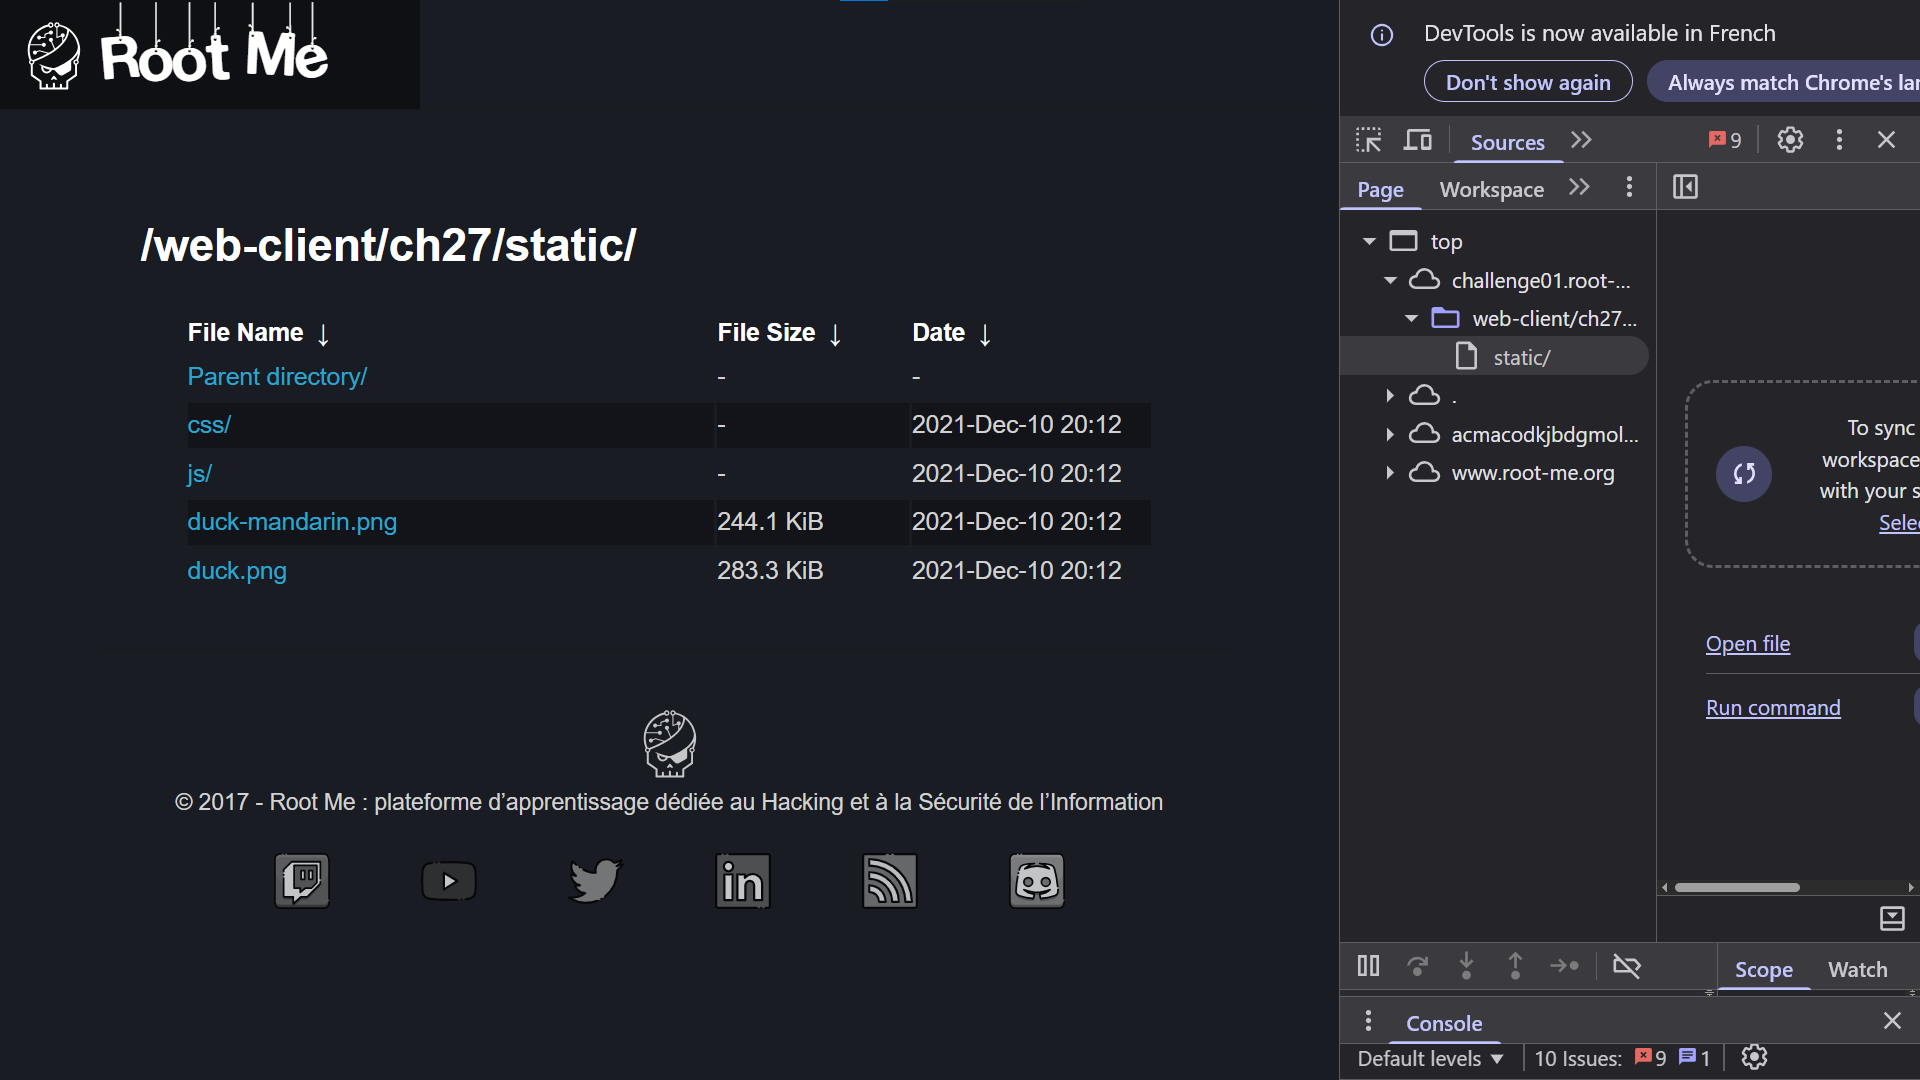 Root Me
/web-client/ch27/static/
File Name ↓ File Size ↓ Date ↓
Parent directory/ - -
css/ - 2021-Dec-10 20:12
js/ - 2021-Dec-10 20:12
duck-mandarin.png 244.1 KiB 2021-Dec-10 20:12
duck.png 283.3 KiB 2021-Dec-10 20:12
© 2017 - Root Me : plateforme d’apprentissage dédiée au Hacking et à la Sécurité de l’Information
in
DevTools is now available in French
Don't show again Always match Chrome's lan
Sources 9
Page Workspace
top
challenge01.root-...
web-client/ch27...
static/
.
acmacodkjbdgmol...
www.root-me.org
To sync
workspace
with your s
Selec
Open file
Run command
Scope Watch
Console
Default levels 10 Issues: 9 1